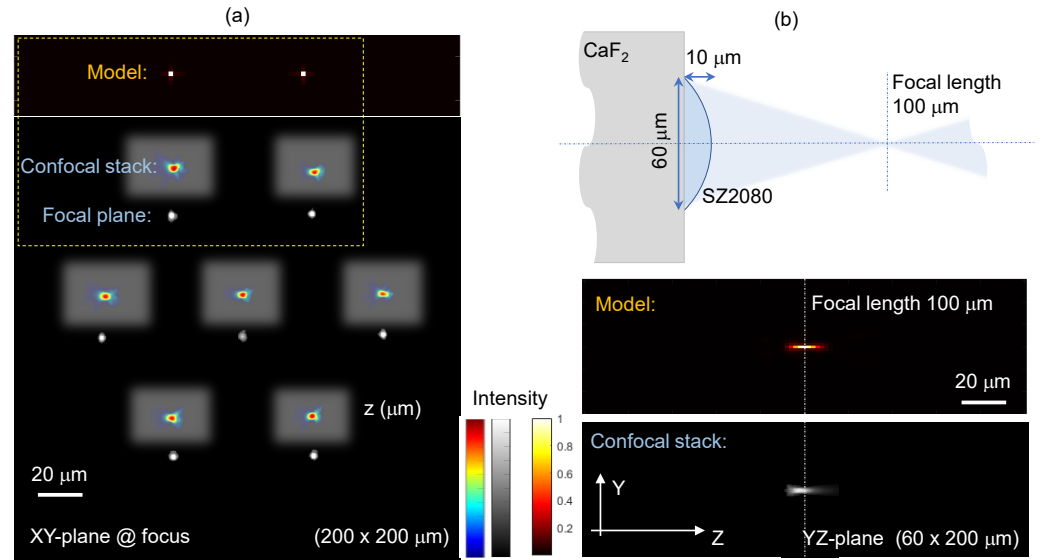 (a)
Model:
Confocal stack:
Focal plane:
z (μm)
20 μm
XY-plane @ focus
(200 x 200 μm)
Intensity
1
0.8
0.6
0.4
0.2
(b)
CaF₂
10 μm
Focal length
100 μm
60 μm
SZ2080
Model:
Focal length 100 μm
20 μm
Confocal stack:
Y
Z
YZ-plane (60 x 200 μm)